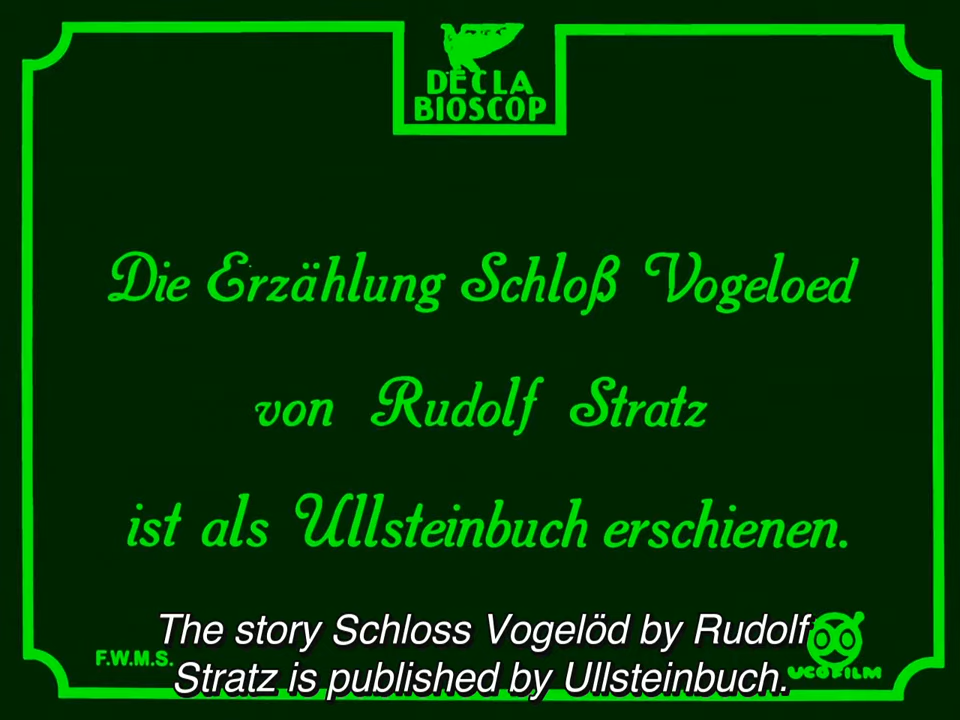 DECLA
BIOSCOP
Die Erzählung Schloß Vogeloed
von Rudolf Stratz
ist als Ullsteinbuch erschienen.
The story Schloss Vogelöd by Rudolf
F.W.M.S.
Stratz is published by Ullsteinbuch.
UCOFILM